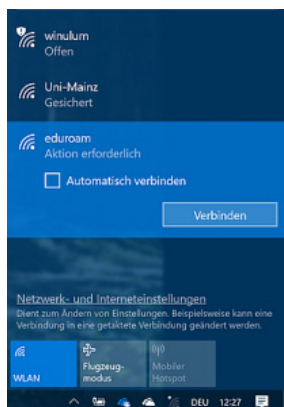 winulum
Offen
Uni-Mainz
Gesichert
eduroam
Aktion erforderlich
Automatisch verbinden
Verbinden
Netzwerk- und Interneteinstellungen
Dient zum Ändern von Einstellungen. Beispielsweise kann eine
Verbindung in eine getaktete Verbindung geändert werden.
WLAN
Flugzeug-
modus
Mobiler
Hotspot
DEU 12:27